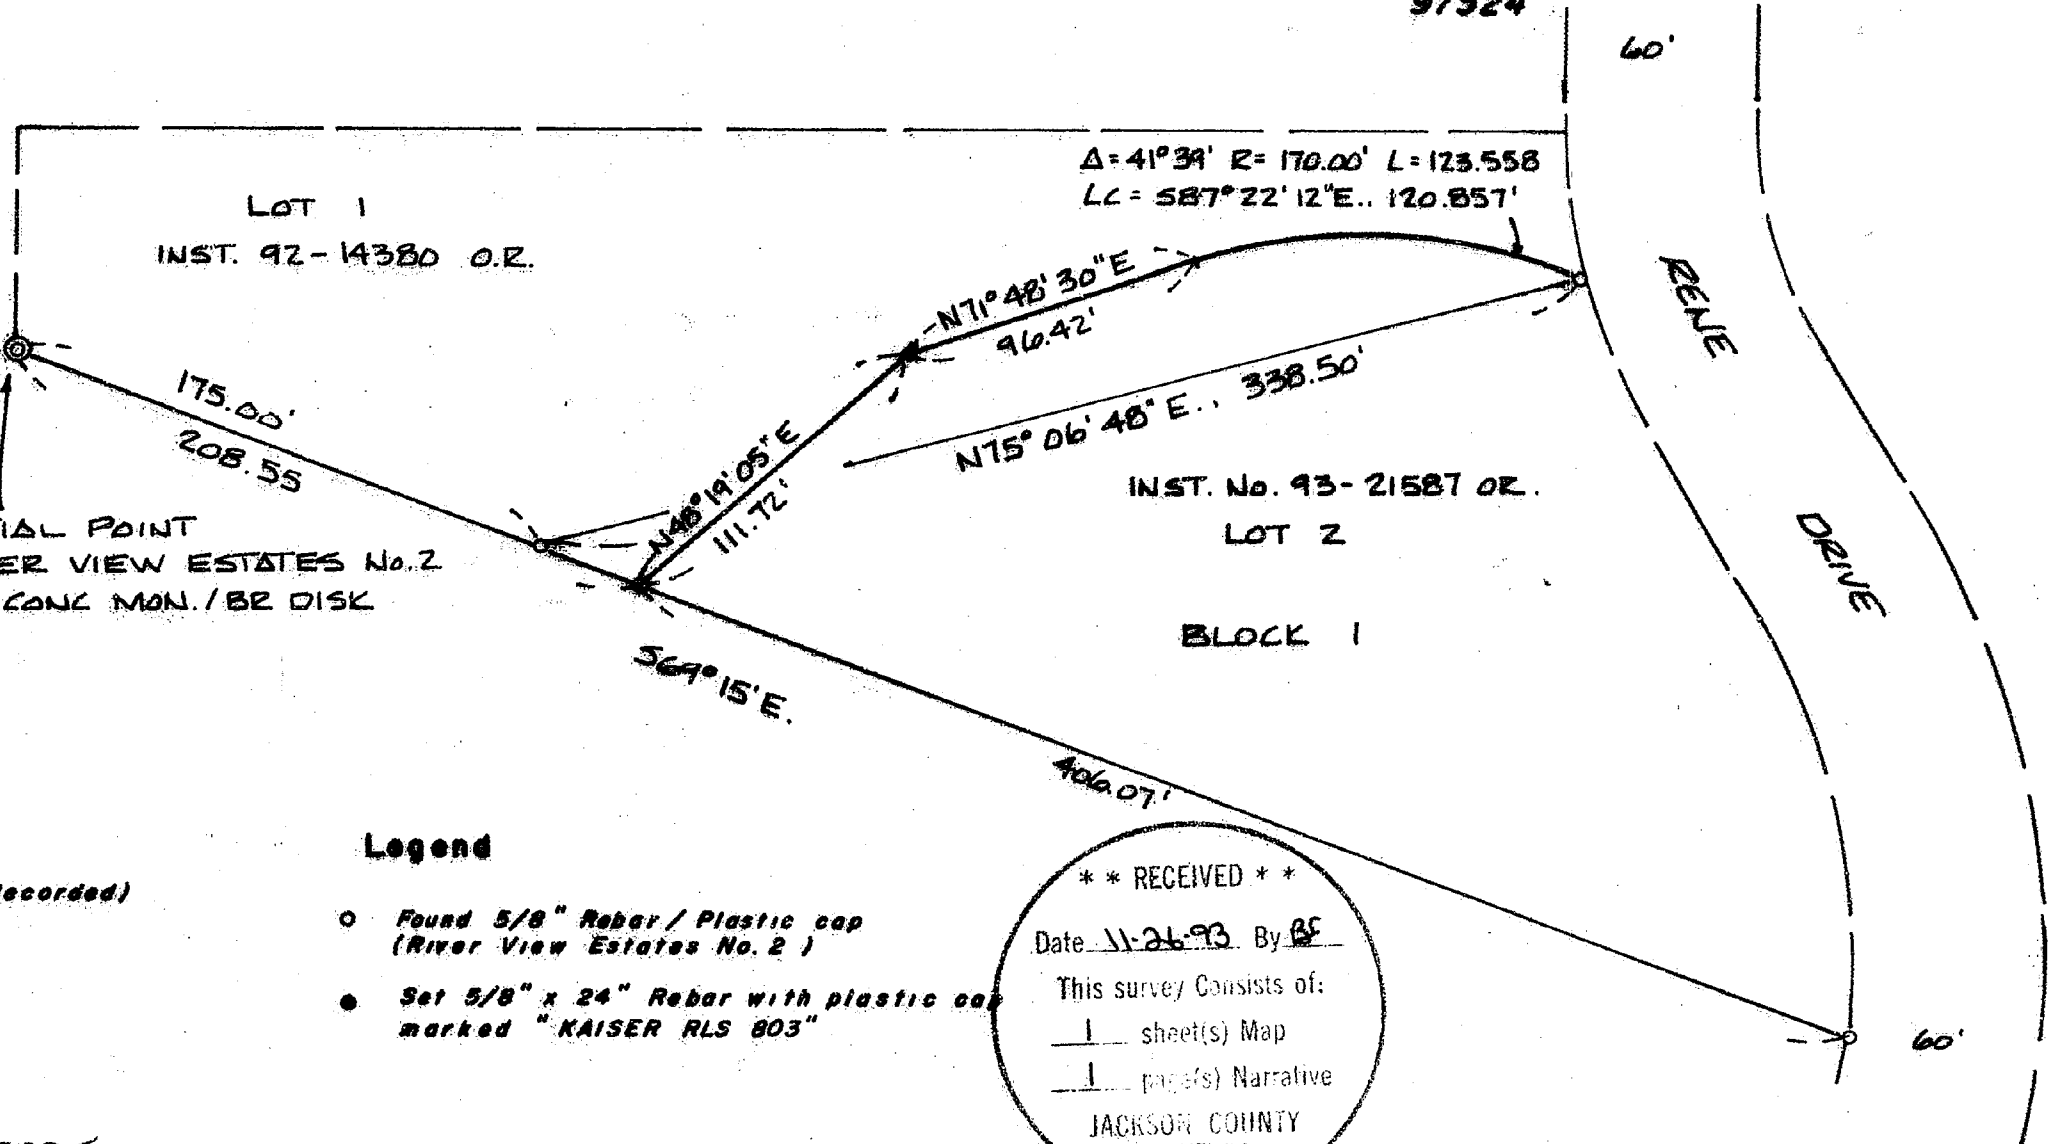 60'
Δ=41°39' R= 170.00' L=123.558
LC = S87°22'12"E.. 120.857'
LOT 1
INST. 92-14380 O.R.
N71°48'30"E
96.42'
RENE
DRIVE
175.00'
208.55
N75°06'48"E.. 338.50'
N48°19'05"E
111.72'
INST. No. 93-21587 OR.
LOT 2
IAL POINT
ER VIEW ESTATES No.2
CONC MON./BR DISK
BLOCK 1
S69°15'E.
406.07'
Legend
ecorded)
Found 5/8" Rebar / Plastic cap
(River View Estates No. 2 )
Set 5/8" x 24" Rebar with plastic cap
marked "KAISER RLS 803"
* * RECEIVED * *
Date 11-26-93 By BF
This survey Consists of:
1 sheet(s) Map
1 page(s) Narrative
JACKSON COUNTY
60'